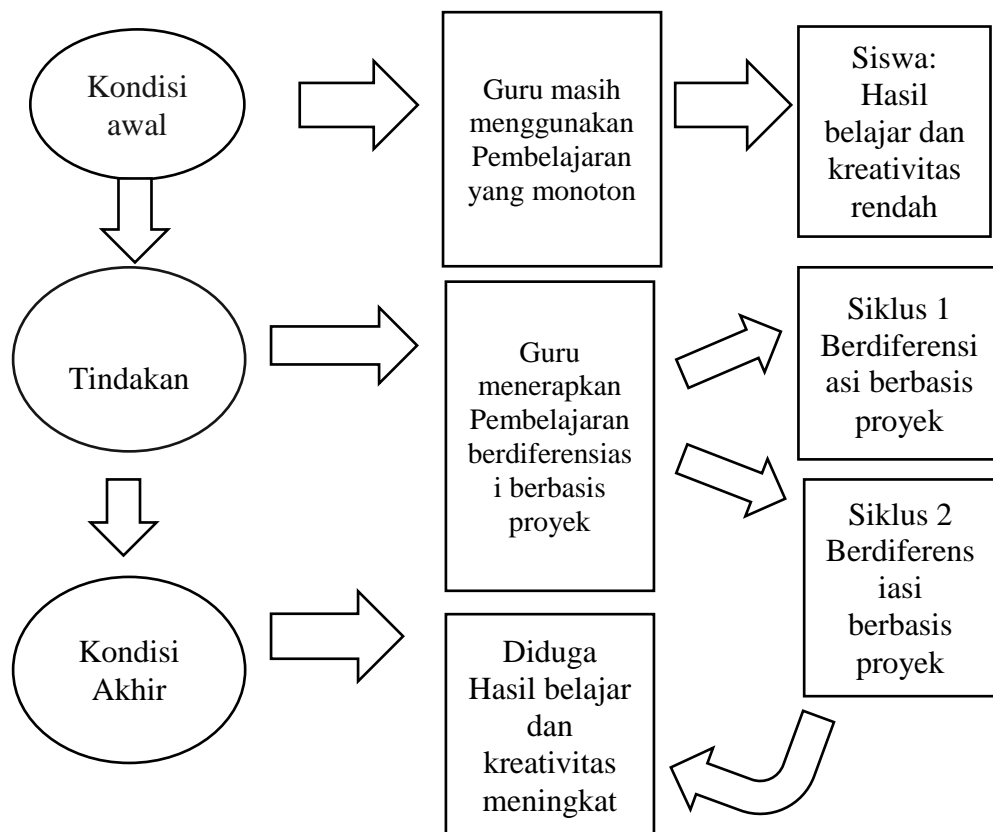 Kondisi
awal
Guru masih
menggunakan
Pembelajaran
yang monoton
Siswa:
Hasil
belajar dan
kreativitas
rendah
Tindakan
Guru
menerapkan
Pembelajaran
berdiferensias
i berbasis
proyek
Siklus 1
Berdiferensi
asi berbasis
proyek
Siklus 2
Berdiferens
iasi
berbasis
proyek
Kondisi
Akhir
Diduga
Hasil belajar
dan
kreativitas
meningkat